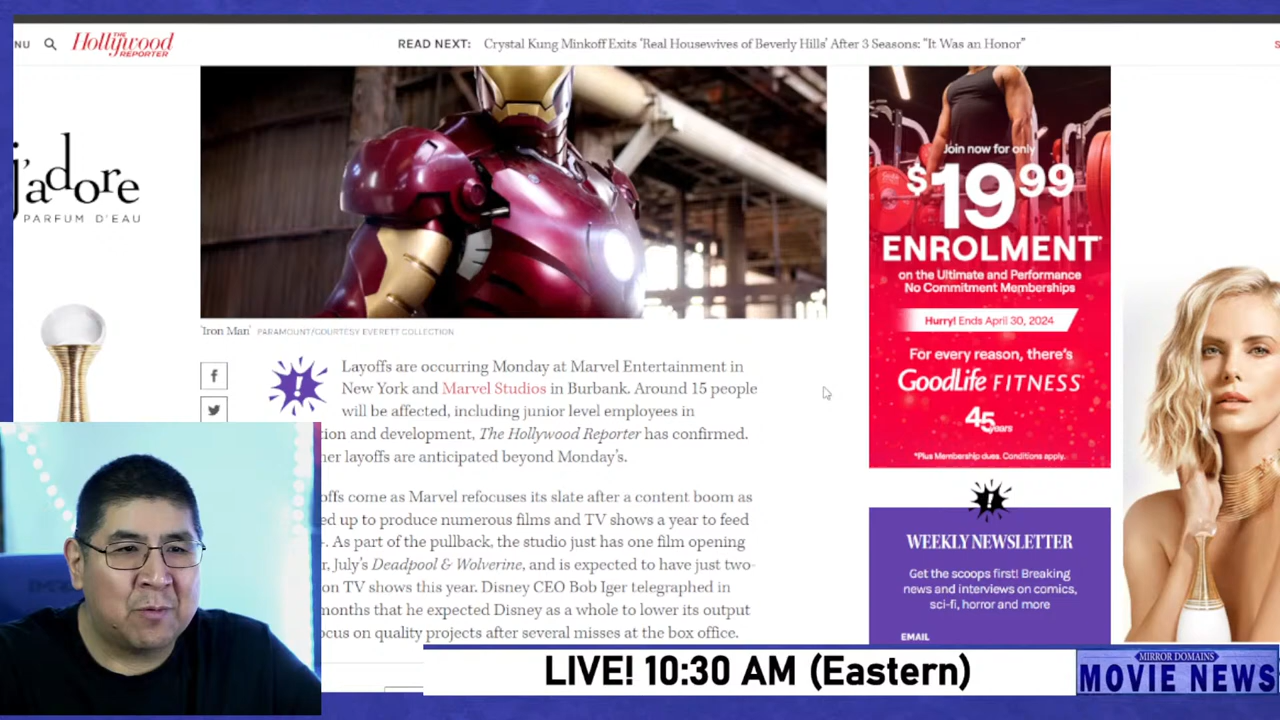 NU
THE
Hollywood
REPORTER
READ NEXT: Crystal Kung Minkoff Exits 'Real Housewives of Beverly Hills' After 3 Seasons: "It Was an Honor"
S
j'adore
PARFUM D'EAU
'Iron Man' PARAMOUNT/COURTESY EVERETT COLLECTION
f
!
Layoffs are occurring Monday at Marvel Entertainment in
New York and Marvel Studios in Burbank. Around 15 people
will be affected, including junior level employees in
tion and development, The Hollywood Reporter has confirmed.
her layoffs are anticipated beyond Monday's.
offs come as Marvel refocuses its slate after a content boom as
ed up to produce numerous films and TV shows a year to feed
. As part of the pullback, the studio just has one film opening
r, July's Deadpool & Wolverine, and is expected to have just two-
on TV shows this year. Disney CEO Bob Iger telegraphed in
months that he expected Disney as a whole to lower its output
ocus on quality projects after several misses at the box office.
Join now for only
$19.99
ENROLMENT*
on the Ultimate and Performance
No Commitment Memberships
Hurry! Ends April 30, 2024
For every reason, there's
GOODLIFE FITNESS
45 years
*Plus Membership dues. Conditions apply.
!
WEEKLY NEWSLETTER
Get the scoops first! Breaking
news and interviews on comics,
sci-fi, horror and more
EMAIL
LIVE! 10:30 AM (Eastern)
MIRROR DOMAINS
MOVIE NEWS